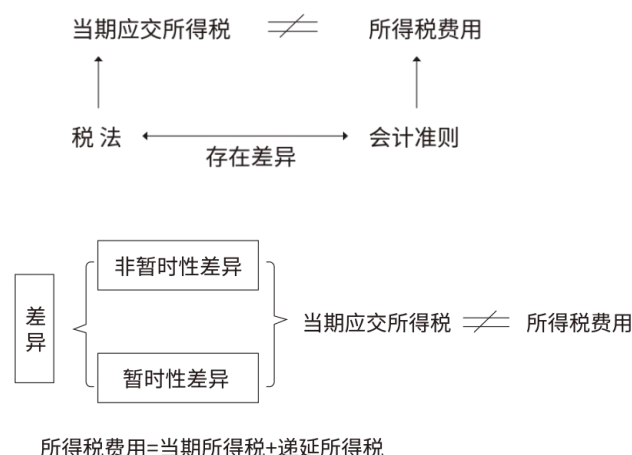 当期应交所得税 ≠ 所得税费用
税 法 会计准则
存在差异
非暂时性差异
差异
当期应交所得税 ≠ 所得税费用
暂时性差异
所得税费用=当期所得税+递延所得税